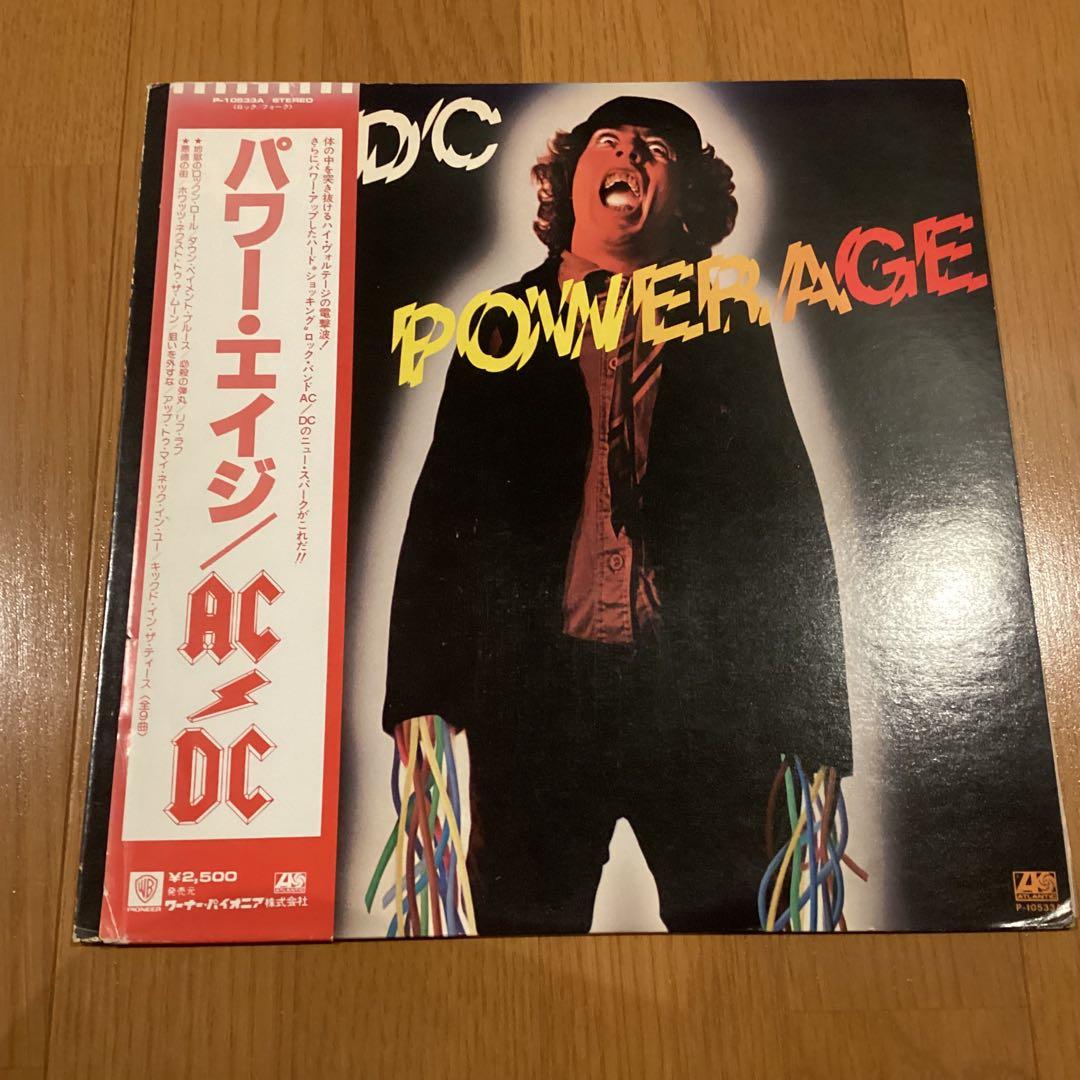 P-10533A STEREO
(ロック/フォーク)
体の中を突き抜けるハイ・ヴォルテージの電撃波!
さらにパワー・アップしたハード“ショッキング”ロック・バンドAC/DCのニュー・スパークがこれだ!!
パワー・エイジ/
AC
DC
★地獄のロックン・ロール/ダウン・ペイメント・ブルース/必殺の弾丸/リフ・ラフ
★悪徳の街/ホワッツ・ネクスト・トゥ・ザ・ムーン/狙いを外すな/アップ・トゥ・マイ・ネック・イン・ユー/キックド・イン・ザ・ティース〈全9曲〉
WB
PIONEER
¥2,500
発売元
ワーナー・パイオニア株式会社
ATLANTIC
D/C
POWERAGE
ATLANTIC
P-10533A